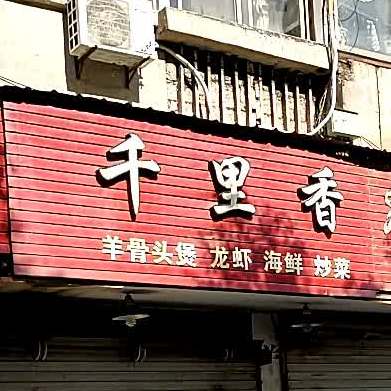 千里香
羊骨头煲 龙虾 海鲜 炒菜